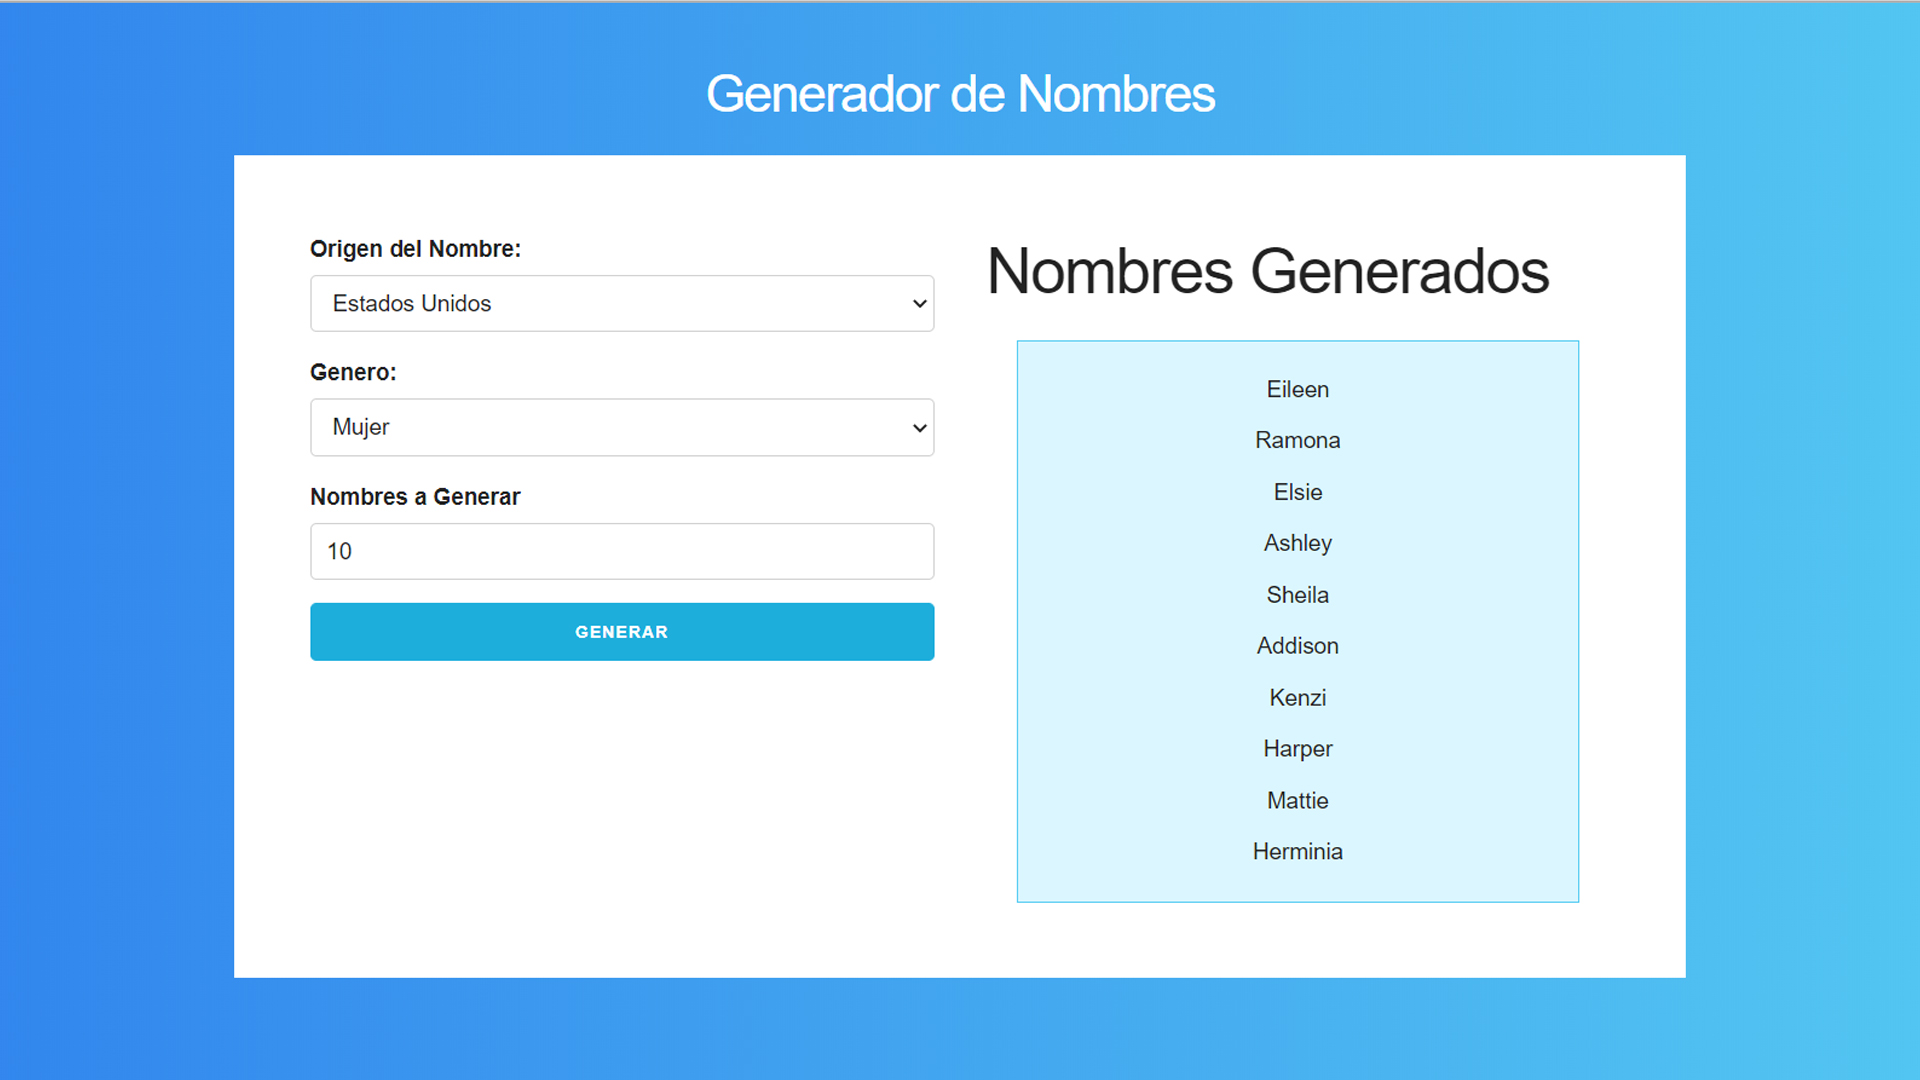 Generador de Nombres
Origen del Nombre:
Estados Unidos
Genero:
Mujer
Nombres a Generar
10
GENERAR
Nombres Generados
Eileen
Ramona
Elsie
Ashley
Sheila
Addison
Kenzi
Harper
Mattie
Herminia